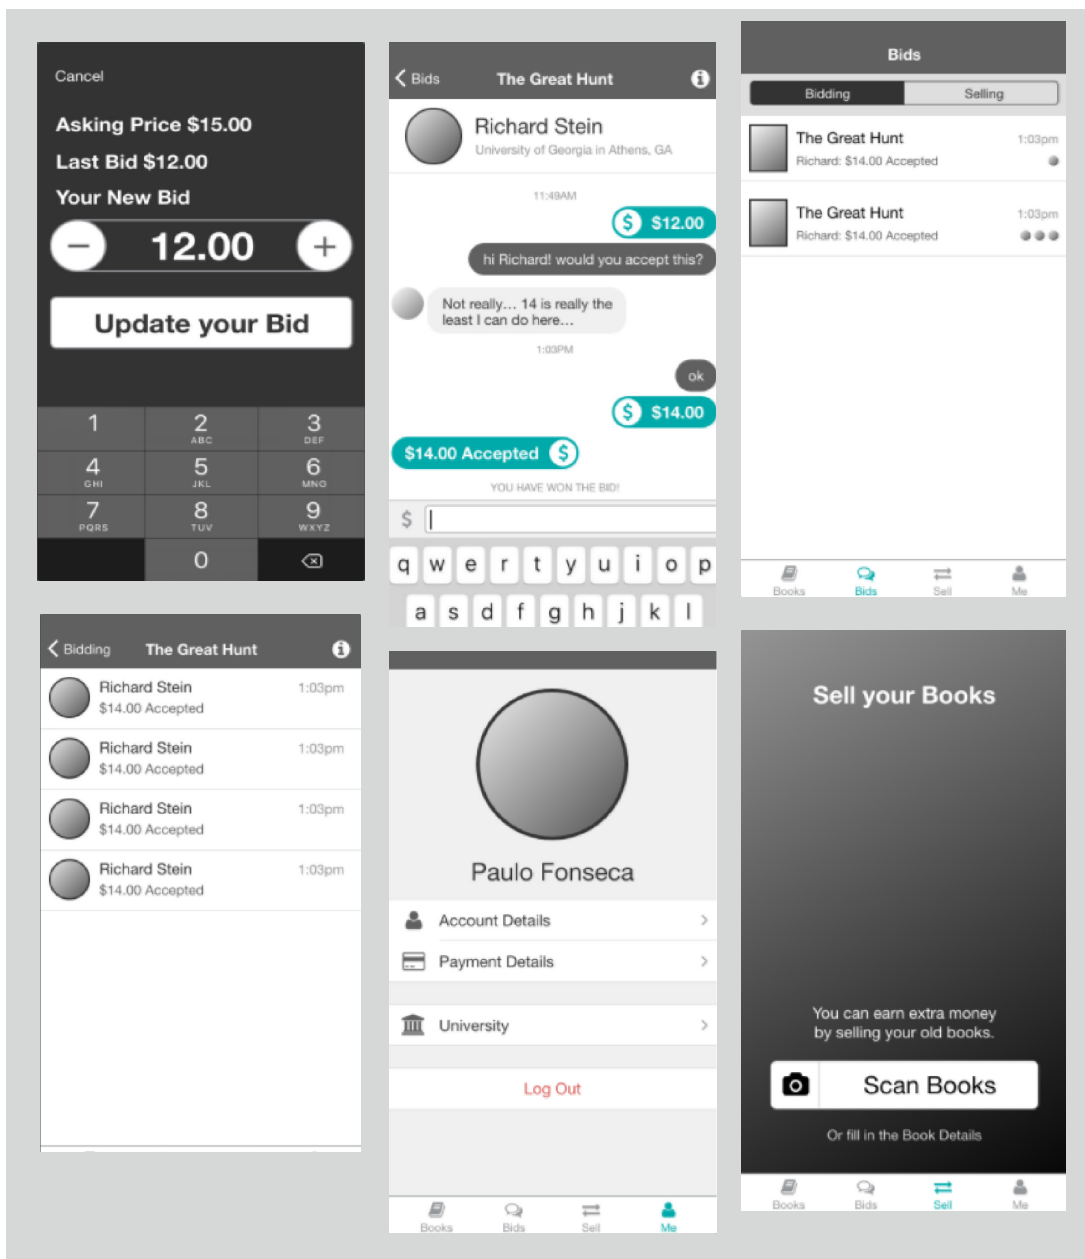 Cancel
Asking Price $15.00
Last Bid $12.00
Your New Bid
12.00
Update your Bid
1 2 3
ABC DEF
4 5 6
GHI JKL MNO
7 8 9
PQRS TUV WXYZ
0
Bids The Great Hunt
Richard Stein
University of Georgia in Athens, GA
11:49AM
$ $12.00
hi Richard! would you accept this?
Not really... 14 is really the
least I can do here...
1:03PM
ok
$ $14.00
$14.00 Accepted $
YOU HAVE WON THE BID!
$
q w e r t y u i o p
a s d f g h j k l
Bids
Bidding Selling
The Great Hunt 1:03pm
Richard: $14.00 Accepted
The Great Hunt 1:03pm
Richard: $14.00 Accepted
Books Bids Sell Me
Bidding The Great Hunt
Richard Stein 1:03pm
$14.00 Accepted
Richard Stein 1:03pm
$14.00 Accepted
Richard Stein 1:03pm
$14.00 Accepted
Richard Stein 1:03pm
$14.00 Accepted
Paulo Fonseca
Account Details
Payment Details
University
Log Out
Books Bids Sell Me
Sell your Books
You can earn extra money
by selling your old books.
Scan Books
Or fill in the Book Details
Books Bids Sell Me